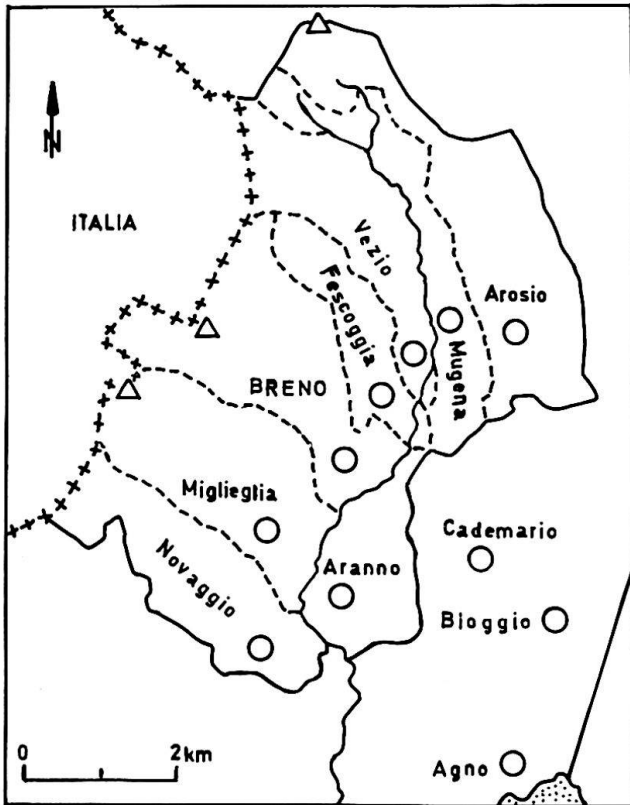 N
ITALIA
Vezio
Fescoggia
Arosio
Mugena
BRENO
Miglieglia
Cademario
Novaggio
Aranno
Bioggio
0 2km
Agno